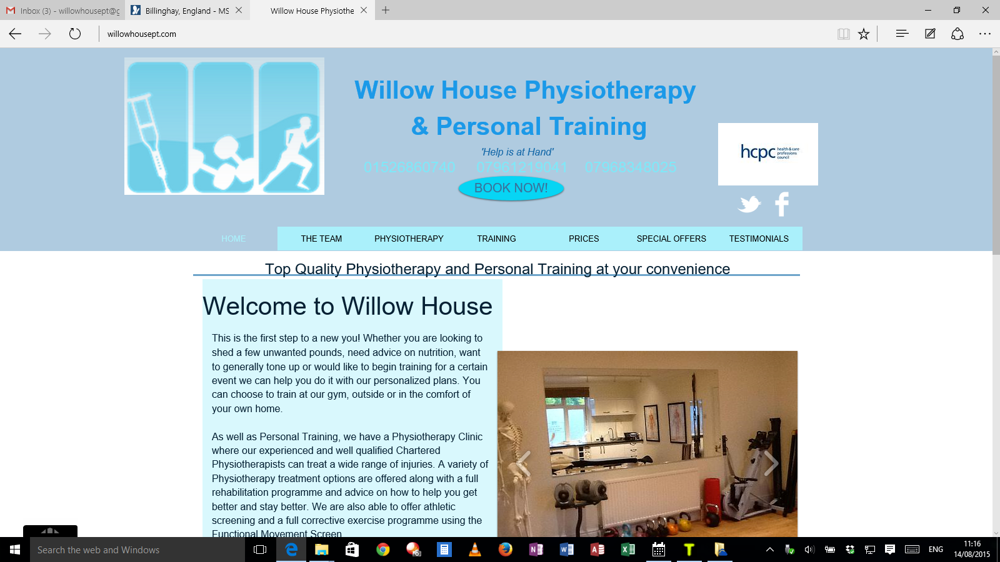 Inbox (3) - willowhousept@g
Billinghay, England - MS
Willow House Physiothe
willowhousept.com
Willow House Physiotherapy
& Personal Training
'Help is at Hand'
01526860740 07961219041 07968348025
BOOK NOW!
hcpc health & care professions council
HOME THE TEAM PHYSIOTHERAPY TRAINING PRICES SPECIAL OFFERS TESTIMONIALS
Top Quality Physiotherapy and Personal Training at your convenience
Welcome to Willow House
This is the first step to a new you! Whether you are looking to
shed a few unwanted pounds, need advice on nutrition, want
to generally tone up or would like to begin training for a certain
event we can help you do it with our personalized plans. You
can choose to train at our gym, outside or in the comfort of
your own home.
As well as Personal Training, we have a Physiotherapy Clinic
where our experienced and well qualified Chartered
Physiotherapists can treat a wide range of injuries. A variety of
Physiotherapy treatment options are offered along with a full
rehabilitation programme and advice on how to help you get
better and stay better. We are also able to offer athletic
screening and a full corrective exercise programme using the
Functional Movement Screen
Search the web and Windows
ENG
11:16
14/08/2015